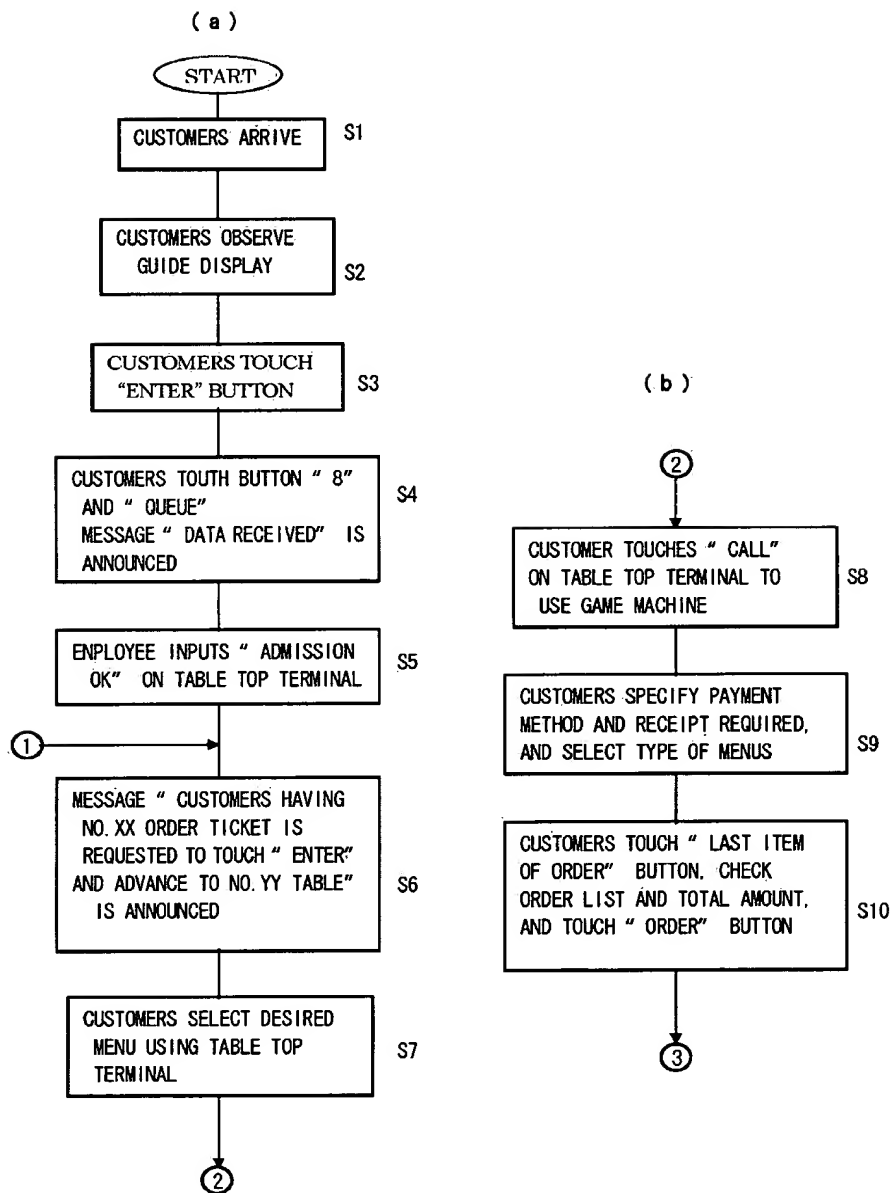 ( a )
START
CUSTOMERS ARRIVE
S1
CUSTOMERS OBSERVE
GUIDE DISPLAY
S2
CUSTOMERS TOUCH
“ENTER” BUTTON
S3
CUSTOMERS TOUTH BUTTON “ 8”
AND “ QUEUE”
MESSAGE “ DATA RECEIVED” IS
ANNOUNCED
S4
ENPLOYEE INPUTS “ ADMISSION
OK” ON TABLE TOP TERMINAL
S5
1
MESSAGE “ CUSTOMERS HAVING
NO. XX ORDER TICKET IS
REQUESTED TO TOUCH “ ENTER”
AND ADVANCE TO NO. YY TABLE”
IS ANNOUNCED
S6
CUSTOMERS SELECT DESIRED
MENU USING TABLE TOP
TERMINAL
S7
2
( b )
2
CUSTOMER TOUCHES “ CALL”
ON TABLE TOP TERMINAL TO
USE GAME MACHINE
S8
CUSTOMERS SPECIFY PAYMENT
METHOD AND RECEIPT REQUIRED,
AND SELECT TYPE OF MENUS
S9
CUSTOMERS TOUCH “ LAST ITEM
OF ORDER” BUTTON, CHECK
ORDER LIST AND TOTAL AMOUNT,
AND TOUCH “ ORDER” BUTTON
S10
3